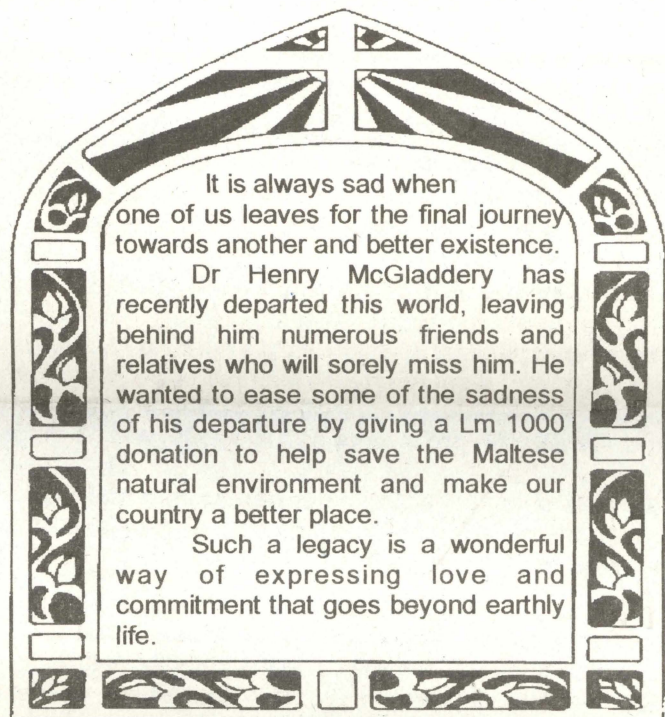 It is always sad when
one of us leaves for the final journey
towards another and better existence.
Dr Henry McGladdery has
recently departed this world, leaving
behind him numerous friends and
relatives who will sorely miss him. He
wanted to ease some of the sadness
of his departure by giving a Lm 1000
donation to help save the Maltese
natural environment and make our
country a better place.
Such a legacy is a wonderful
way of expressing love and
commitment that goes beyond earthly
life.